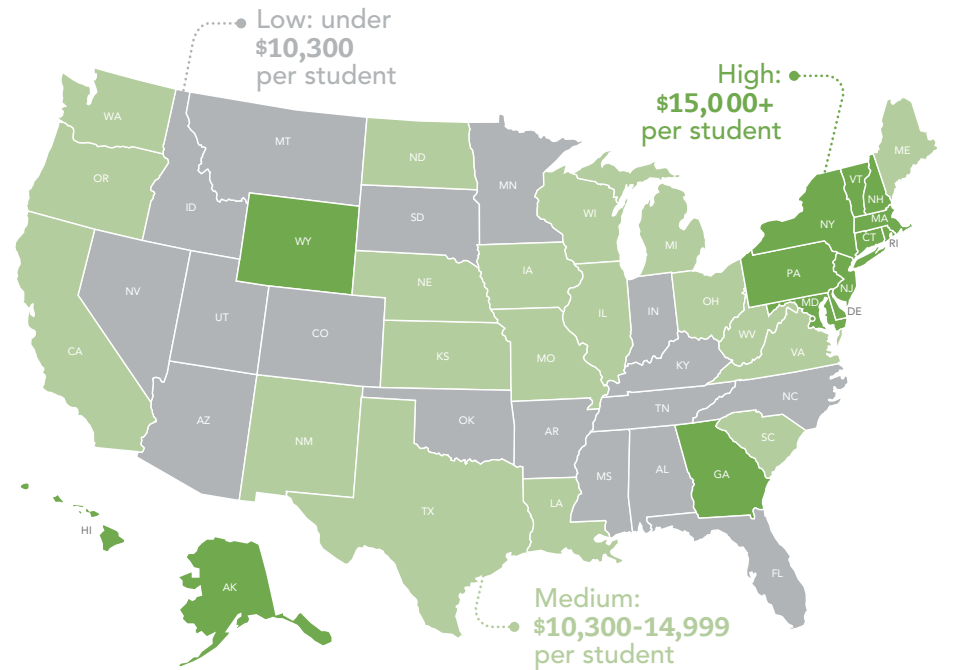 Low: under
$10,300
per student
High:
$15,000+
per student
WA
MT
ND
MN
ME
OR
ID
SD
WI
VT
NH
WY
MI
NY
MA
CT
RI
NE
IA
PA
NV
IL
IN
OH
NJ
UT
MD
DE
CO
CA
KS
MO
WV
VA
KY
NC
AZ
NM
OK
AR
TN
SC
MS
AL
GA
TX
LA
HI
FL
AK
Medium:
$10,300-14,999
per student